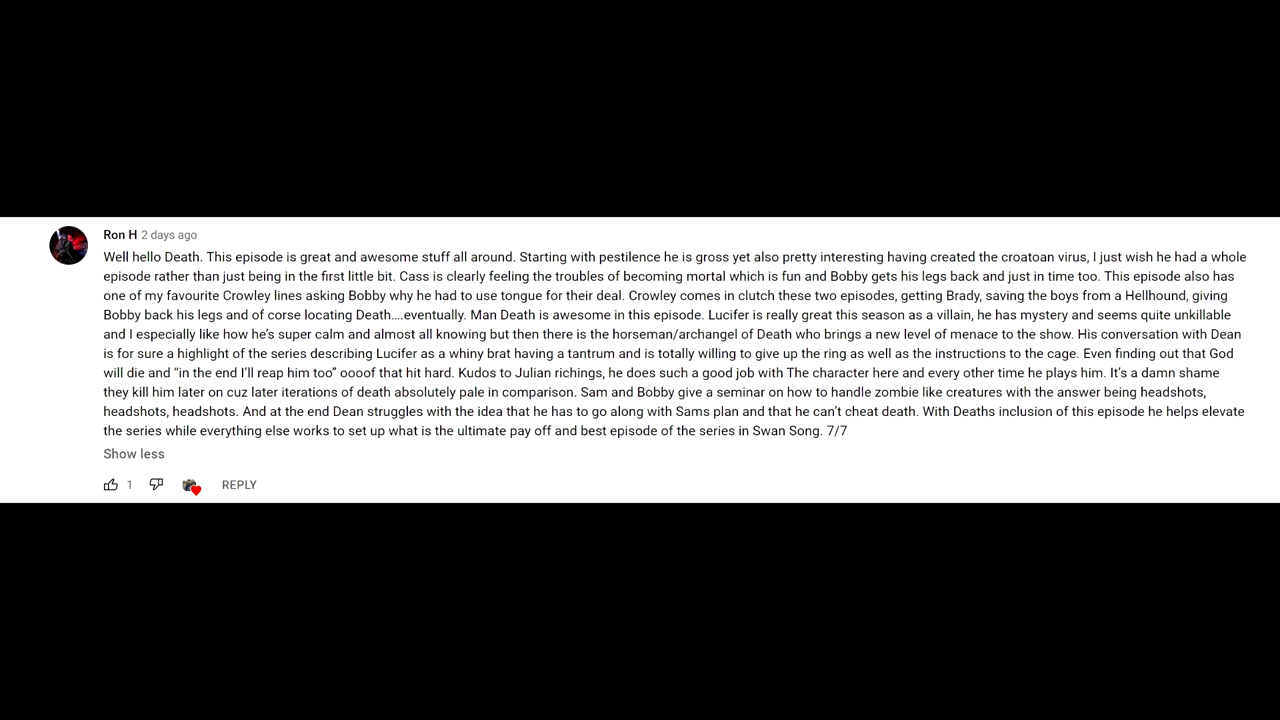 Ron H 2 days ago
Well hello Death. This episode is great and awesome stuff all around. Starting with pestilence he is gross yet also pretty interesting having created the croatoan virus, I just wish he had a whole
episode rather than just being in the first little bit. Cass is clearly feeling the troubles of becoming mortal which is fun and Bobby gets his legs back and just in time too. This episode also has
one of my favourite Crowley lines asking Bobby why he had to use tongue for their deal. Crowley comes in clutch these two episodes, getting Brady, saving the boys from a Hellhound, giving
Bobby back his legs and of corse locating Death....eventually. Man Death is awesome in this episode. Lucifer is really great this season as a villain, he has mystery and seems quite unkillable
and I especially like how he’s super calm and almost all knowing but then there is the horseman/archangel of Death who brings a new level of menace to the show. His conversation with Dean
is for sure a highlight of the series describing Lucifer as a whiny brat having a tantrum and is totally willing to give up the ring as well as the instructions to the cage. Even finding out that God
will die and “in the end I’ll reap him too” oooof that hit hard. Kudos to Julian richings, he does such a good job with The character here and every other time he plays him. It’s a damn shame
they kill him later on cuz later iterations of death absolutely pale in comparison. Sam and Bobby give a seminar on how to handle zombie like creatures with the answer being headshots,
headshots, headshots. And at the end Dean struggles with the idea that he has to go along with Sams plan and that he can’t cheat death. With Deaths inclusion of this episode he helps elevate
the series while everything else works to set up what is the ultimate pay off and best episode of the series in Swan Song. 7/7
Show less
1 REPLY